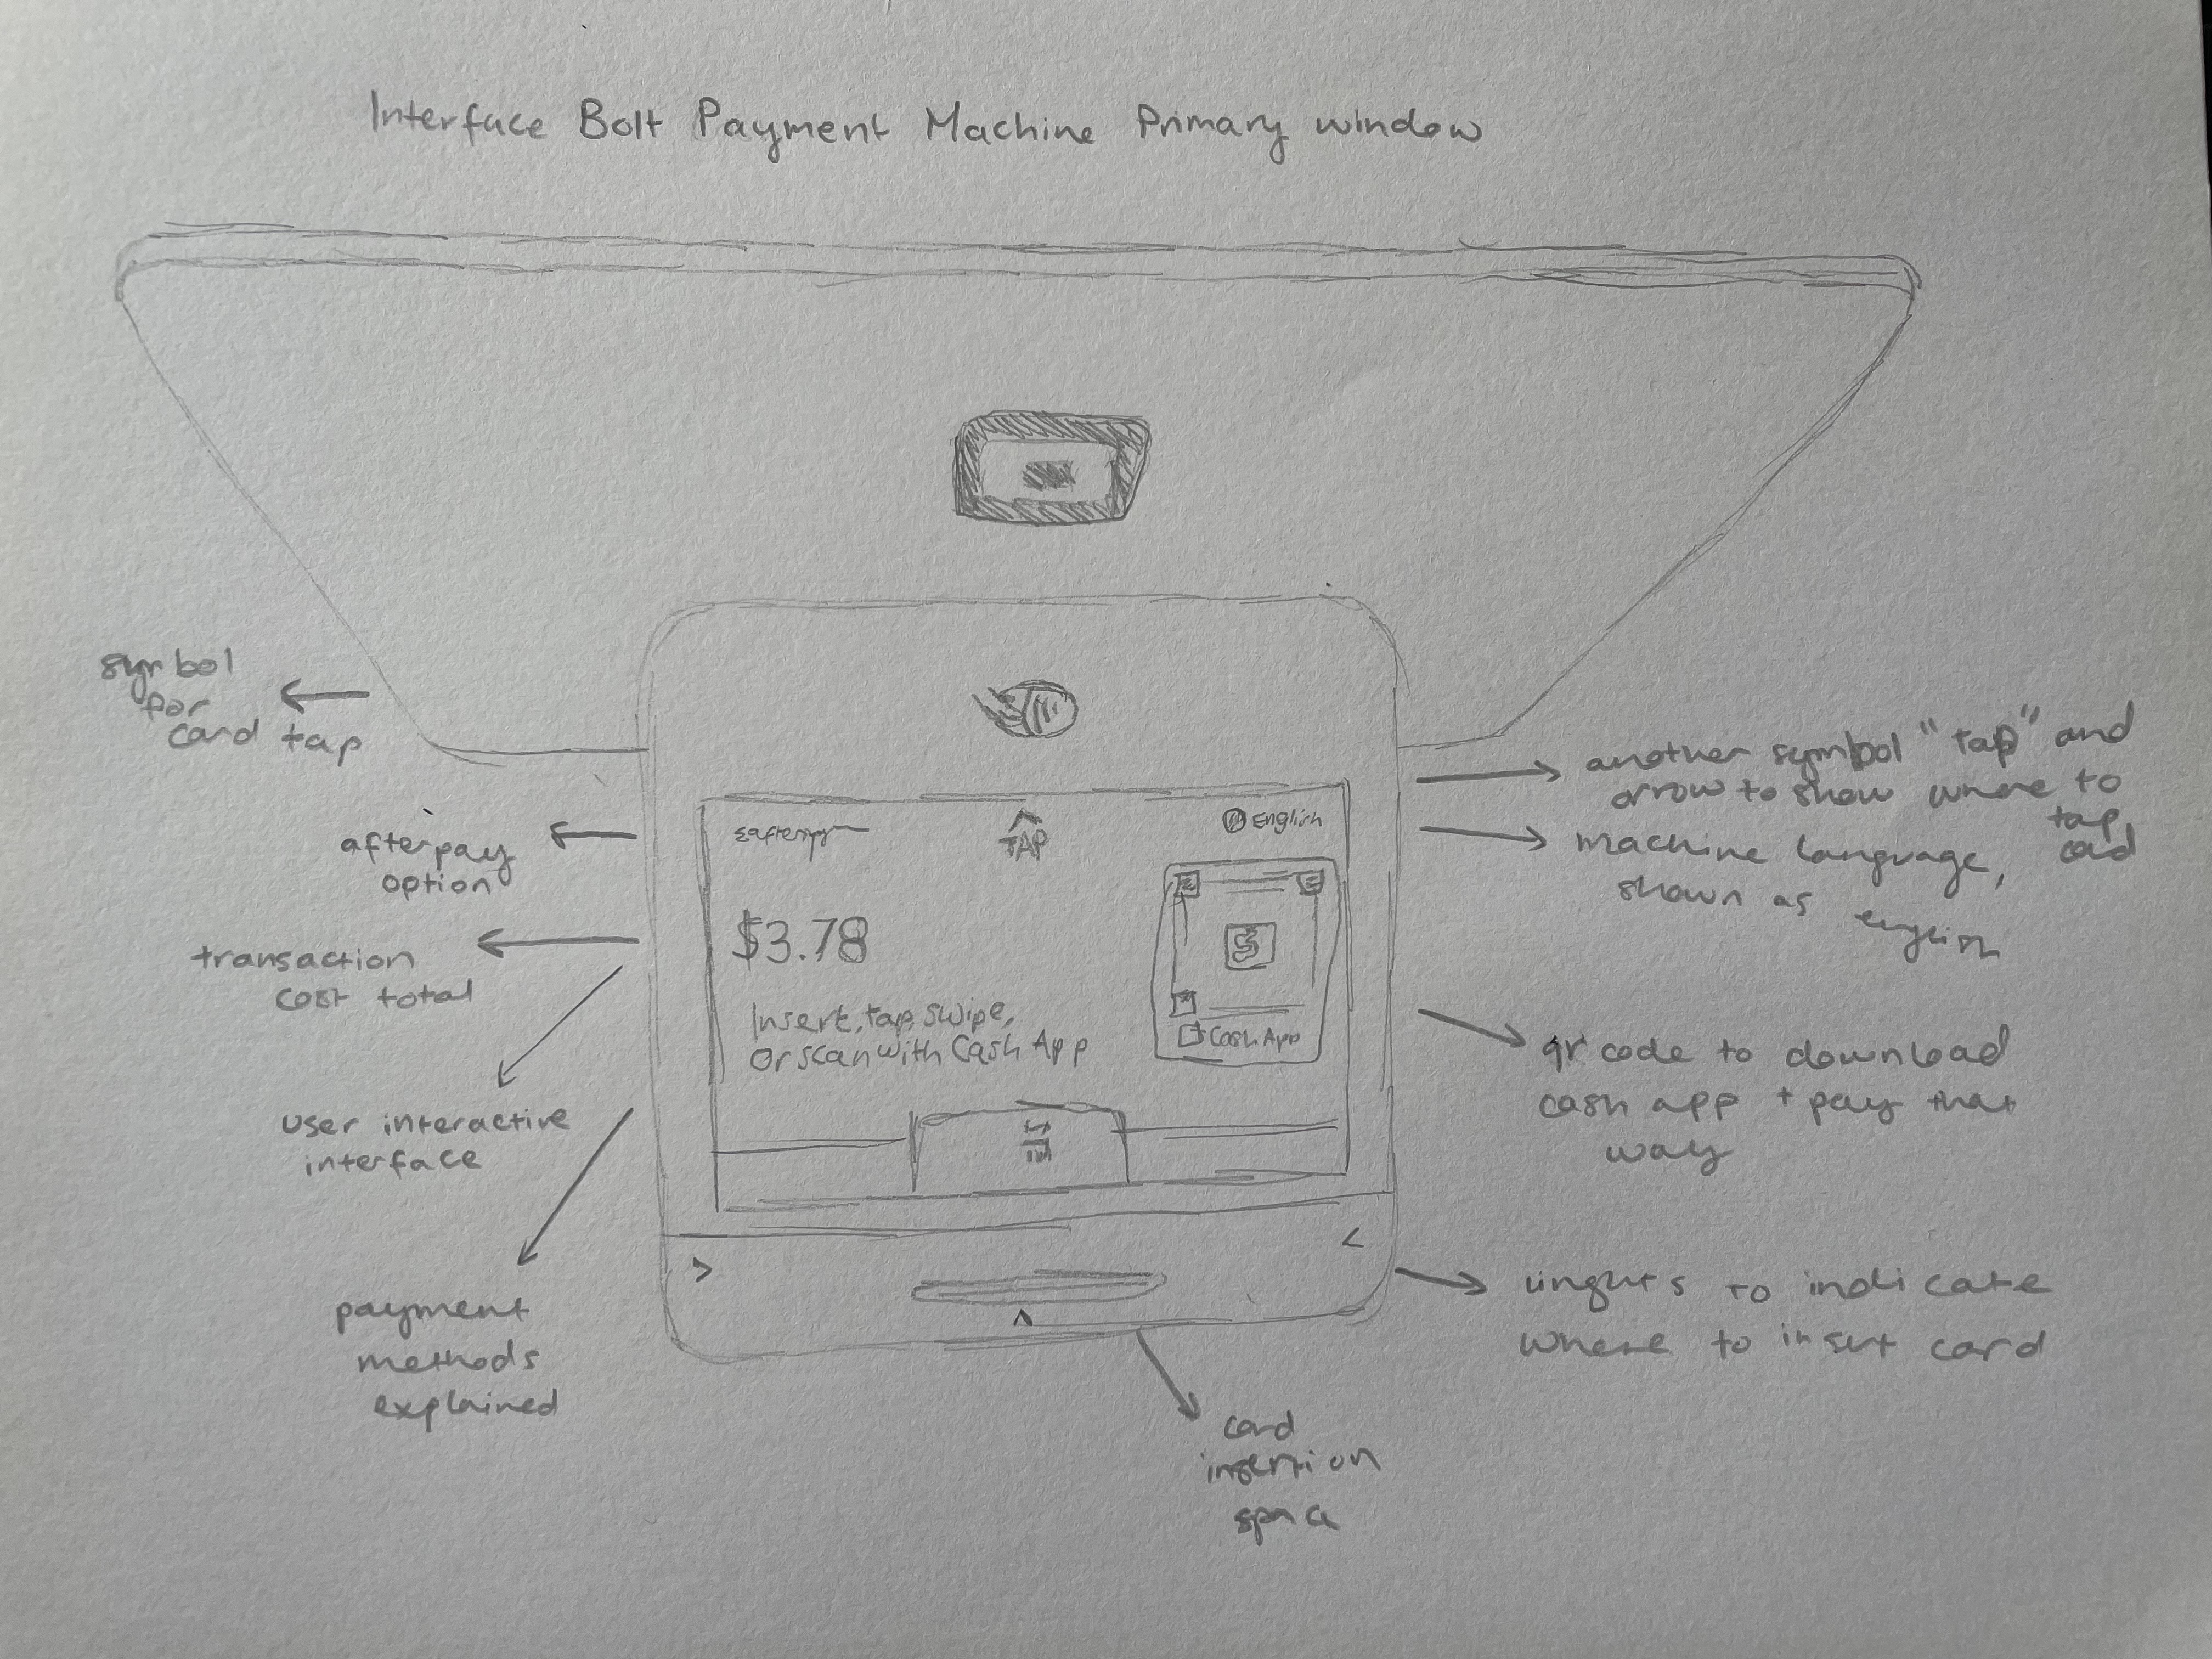 Interface Bolt Payment Machine Primary window
symbol
for
card tap
afterpay
option
transaction
cost total
user interactive
interface
payment
methods
explained
TAP
English
$3.78
Insert, tap, swipe,
Or scan with Cash App
Cash App
another symbol "tap" and
arrow to show where to
tap
card
machine language,
shown as
english
qr code to download
cash app + pay that
way
where to insert card
to indicate
card
insertion
space